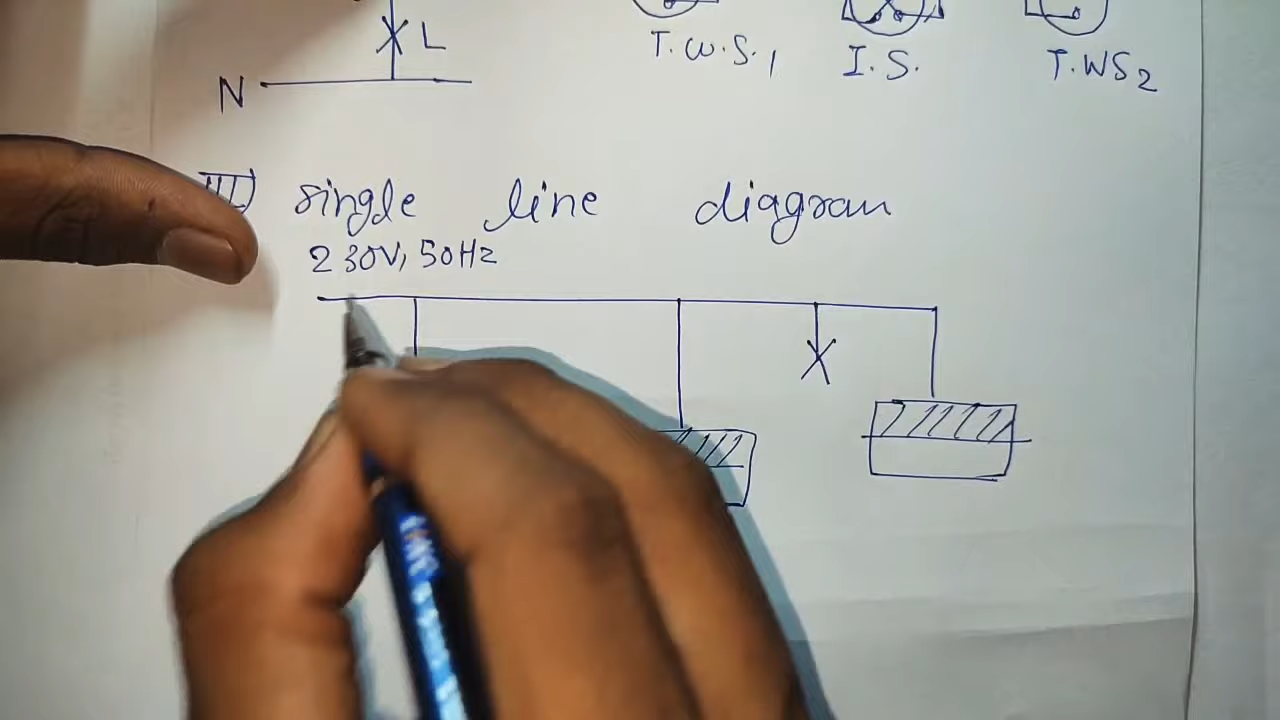 L
T.W.S.1
I.S.
T.WS2
N
III) single line diagram
230V, 50Hz